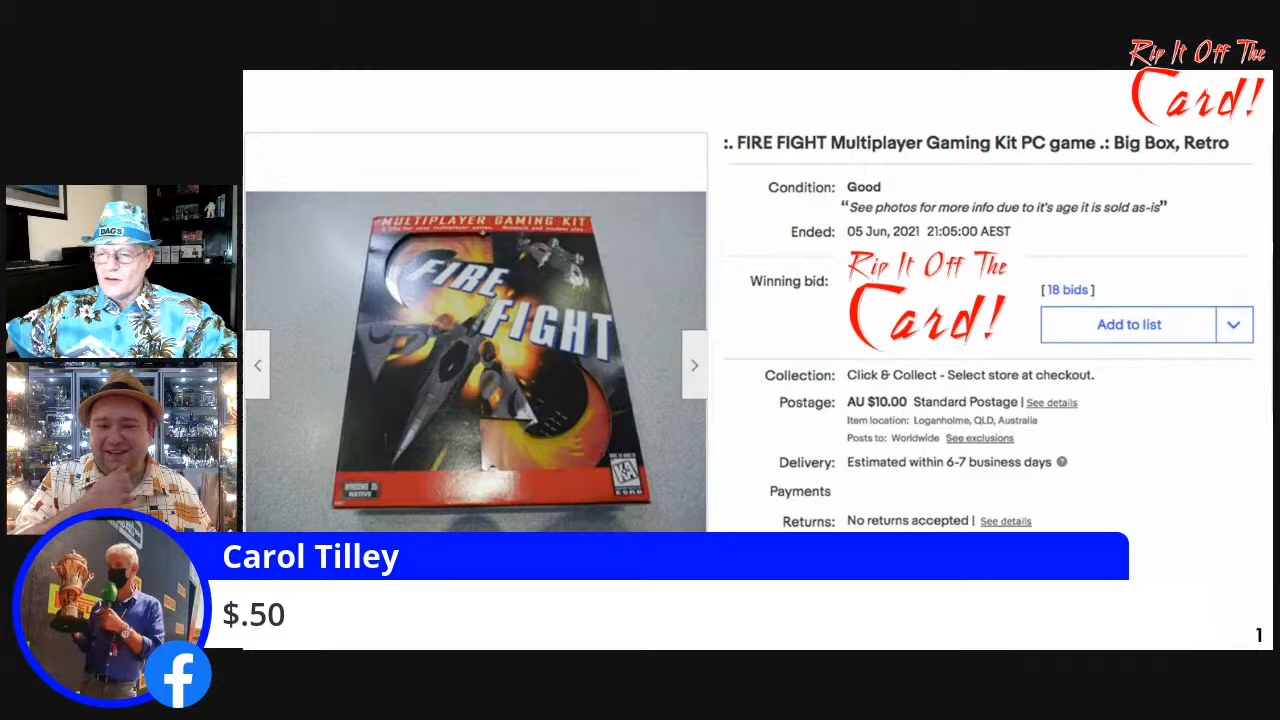 Rip It Off The
Card!
:. FIRE FIGHT Multiplayer Gaming Kit PC game .: Big Box, Retro
Condition: Good
“See photos for more info due to it's age it is sold as-is”
Ended: 05 Jun, 2021 21:05:00 AEST
Winning bid:
Rip It Off The
Card!
[ 18 bids ]
Add to list
Collection: Click & Collect - Select store at checkout.
Postage: AU $10.00 Standard Postage | See details
Item location: Loganholme, QLD, Australia
Posts to: Worldwide See exclusions
Delivery: Estimated within 6-7 business days
Payments
Returns: No returns accepted | See details
DAGS
MULTIPLAYER GAMING KIT
FIRE
FIGHT
WINDOWS 95
NATIVE
KA
ESRB
Carol Tilley
$.50
1